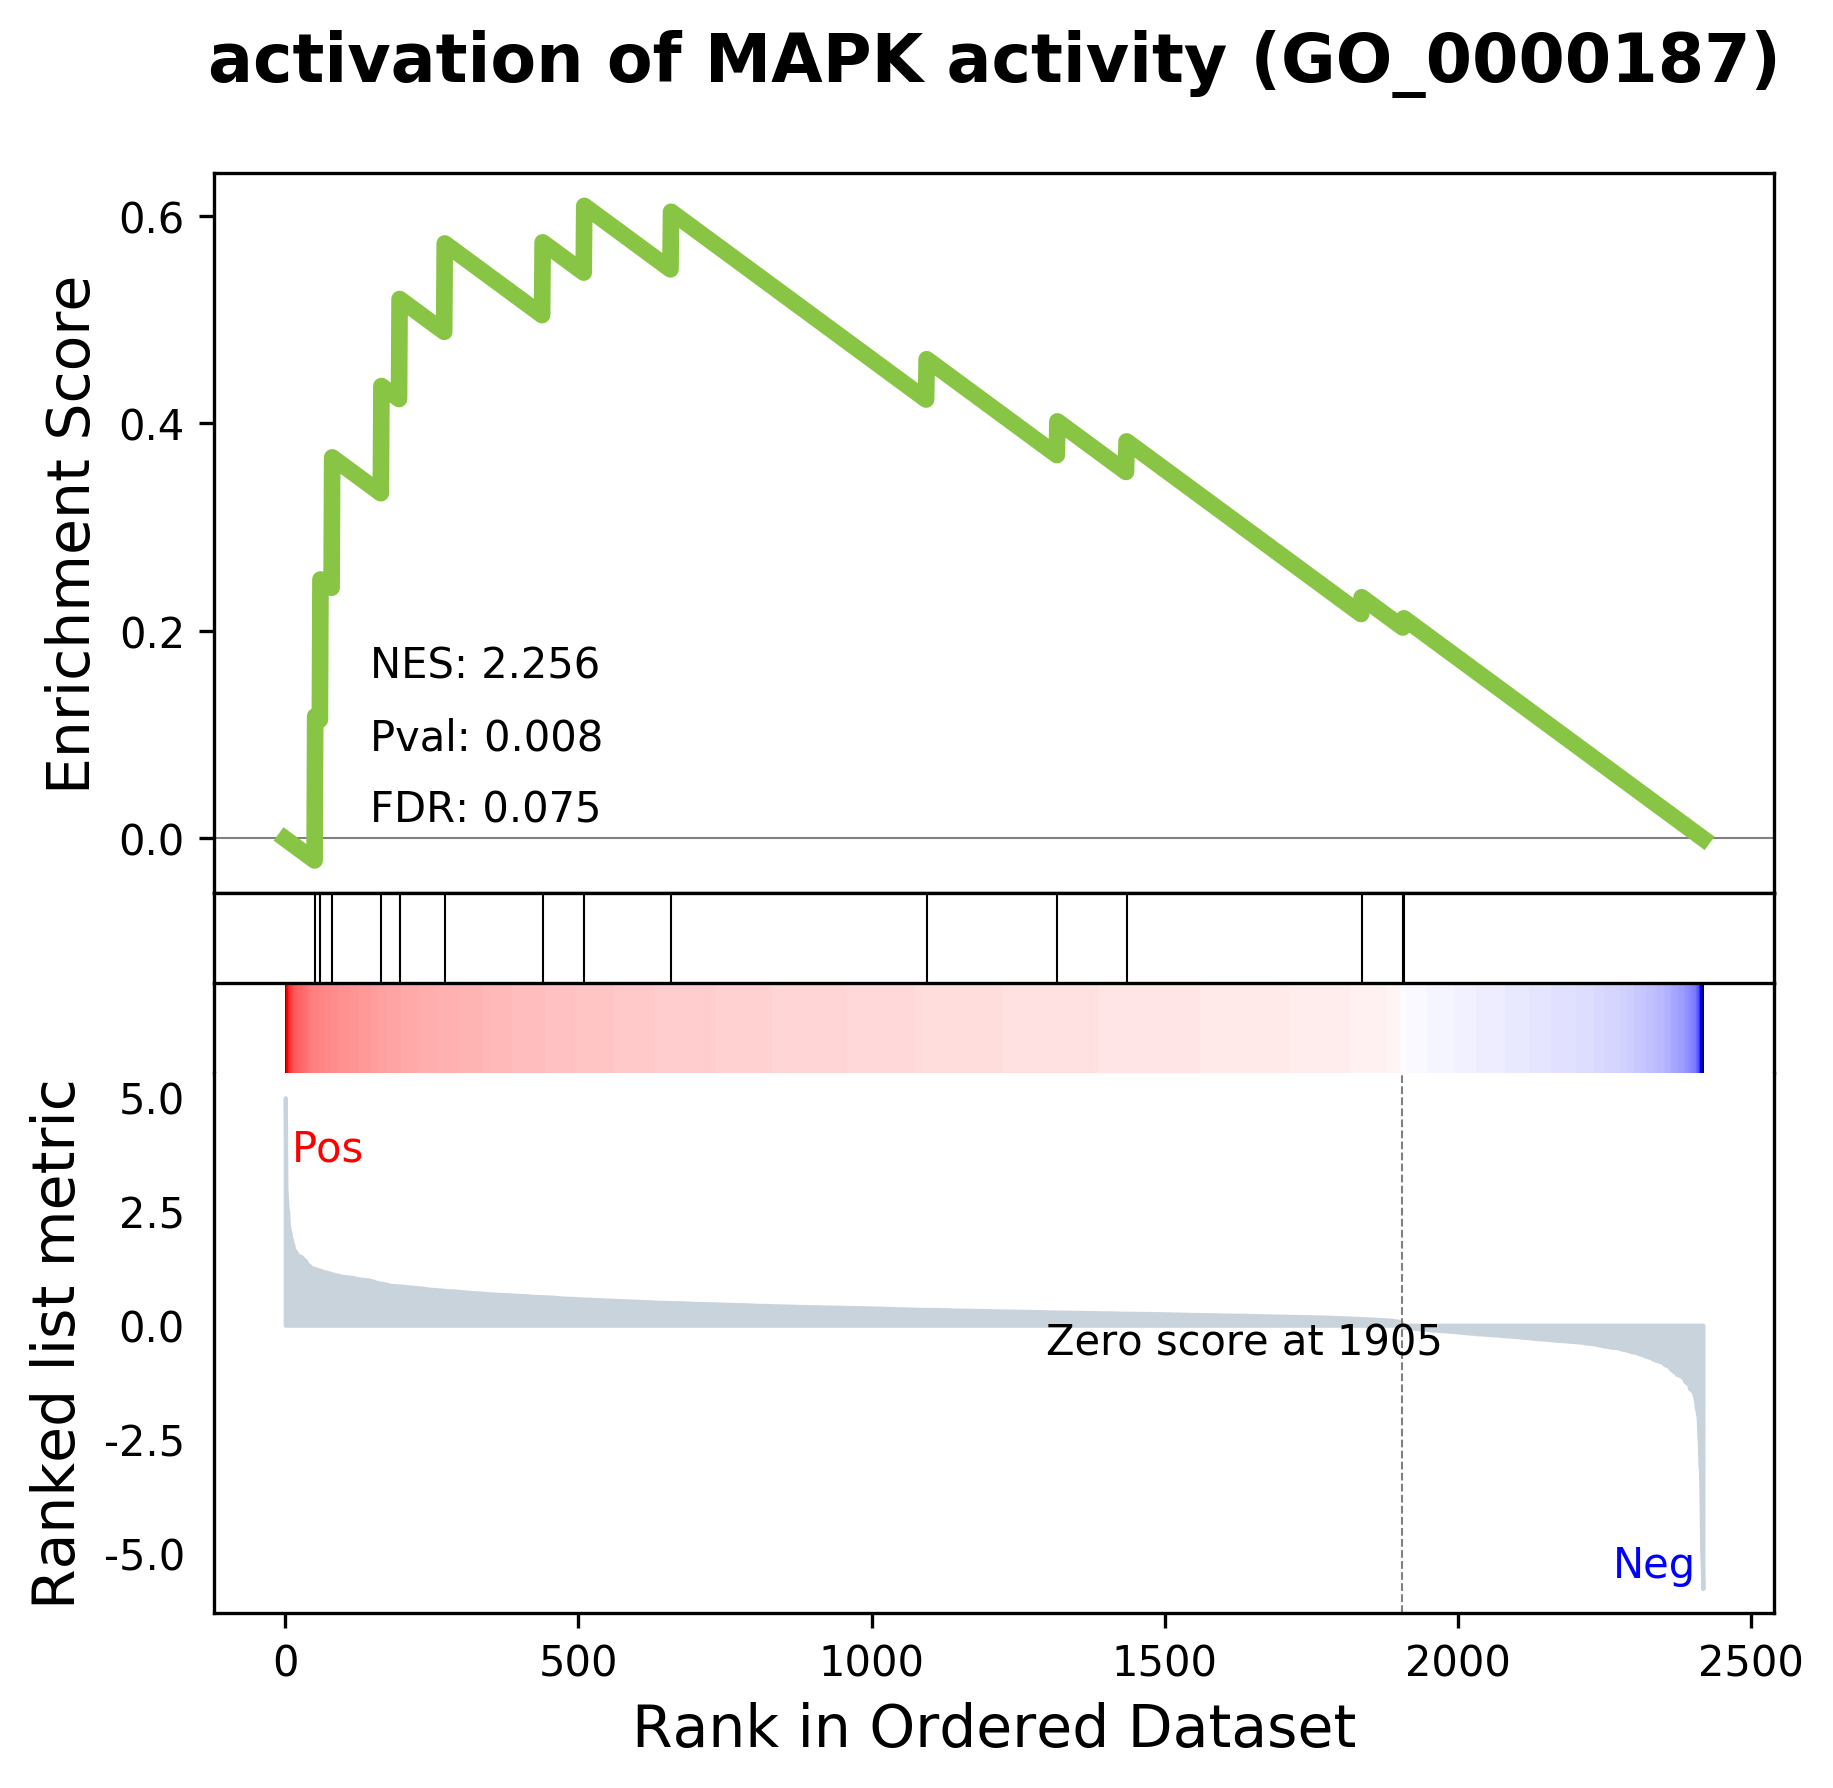 activation of MAPK activity (GO_0000187)
Enrichment Score
0.6
0.4
0.2
0.0
NES: 2.256
Pval: 0.008
FDR: 0.075
Ranked list metric
5.0
2.5
0.0
-2.5
-5.0
Pos
Zero score at 1905
Neg
0 500 1000 1500 2000 2500
Rank in Ordered Dataset